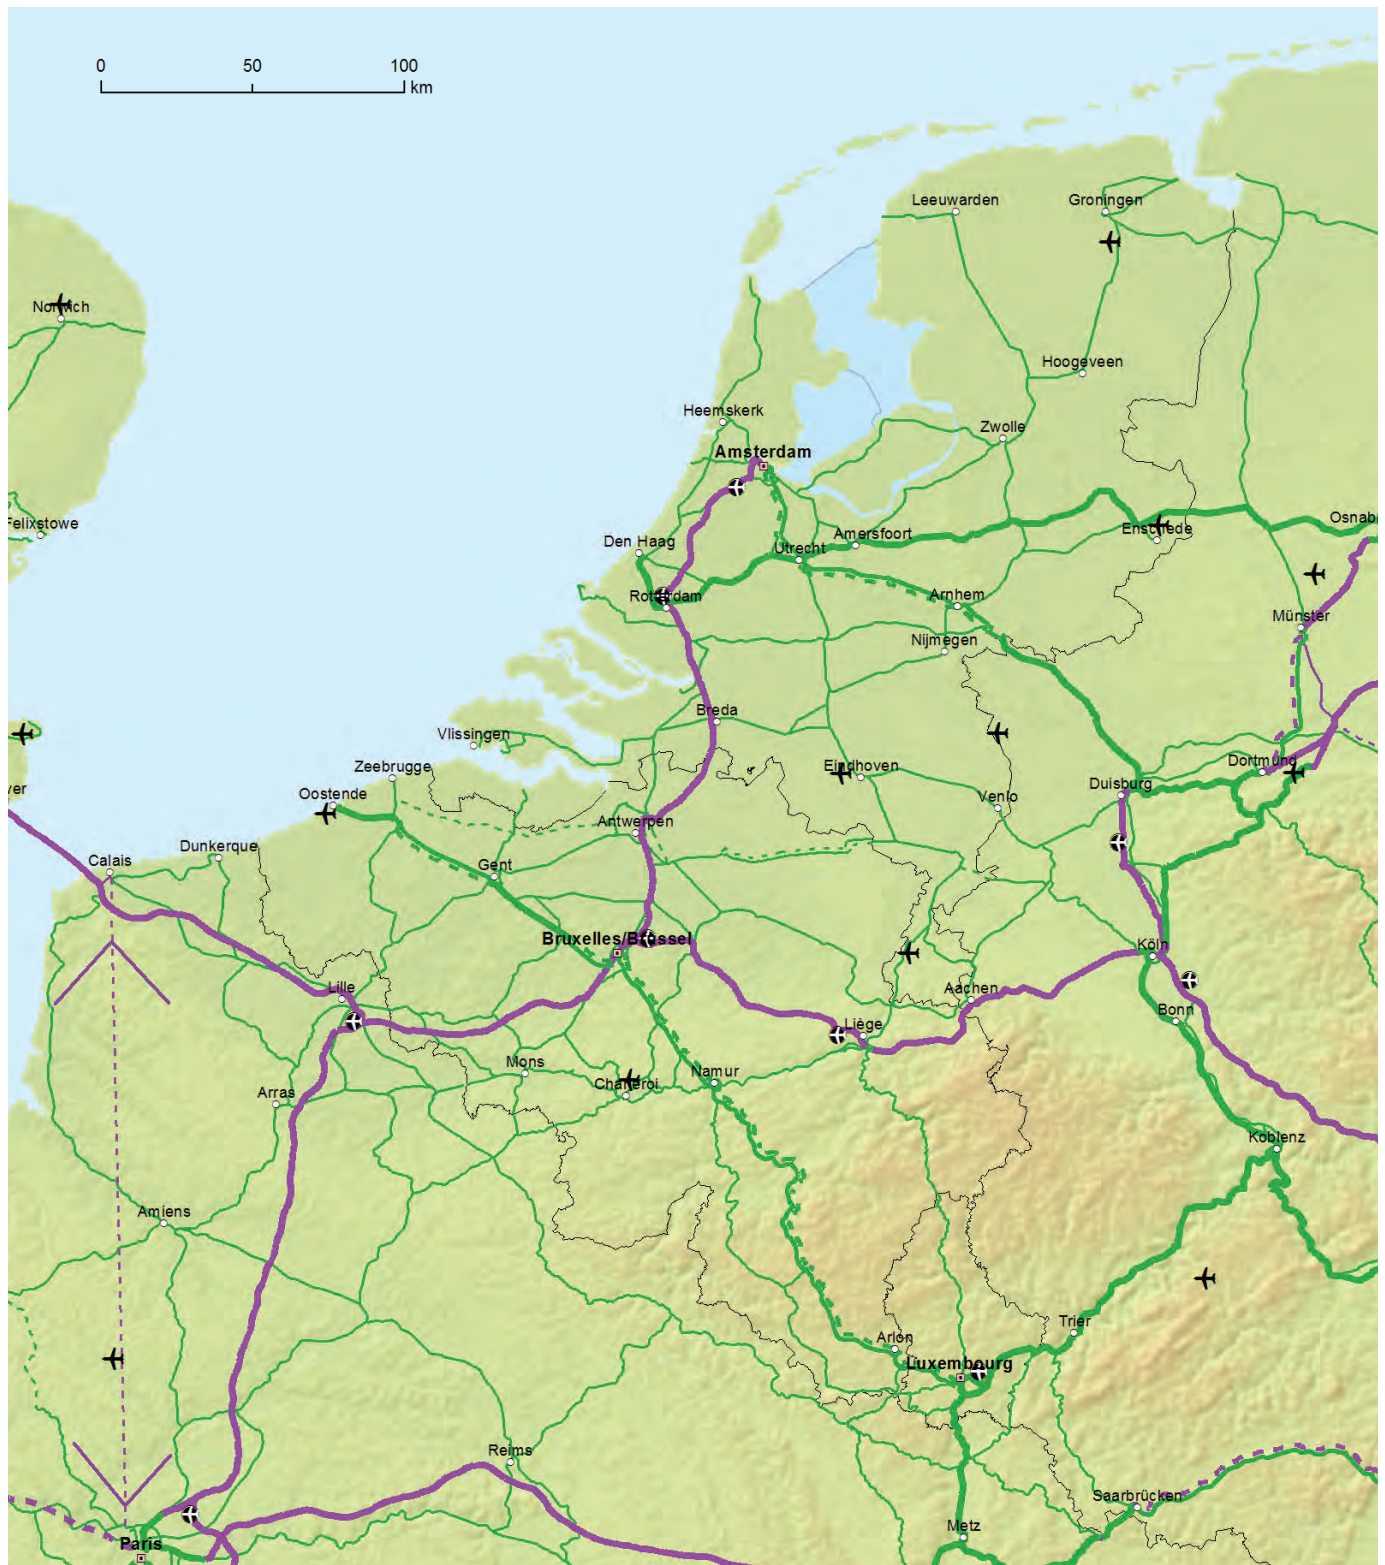 0 50 100
km
Leeuwarden
Groningen
Norwich
Hoogeveen
Heemskerk
Zwolle
Amsterdam
Felixstowe
Enschede
Osnab
Den Haag
Amersfoort
Utrecht
Rotterdam
Arnhem
Münster
Nijmegen
Breda
Vlissingen
Zeebrugge
Eindhoven
Dortmund
Oostende
Duisburg
ver
Venlo
Antwerpen
Dunkerque
Calais
Gent
Bruxelles/Brussel
Köln
Lille
Aachen
Bonn
Liège
Mons
Namur
Charleroi
Arras
Koblenz
Amiens
Trier
Arlon
Luxembourg
Reims
Saarbrücken
Metz
Paris